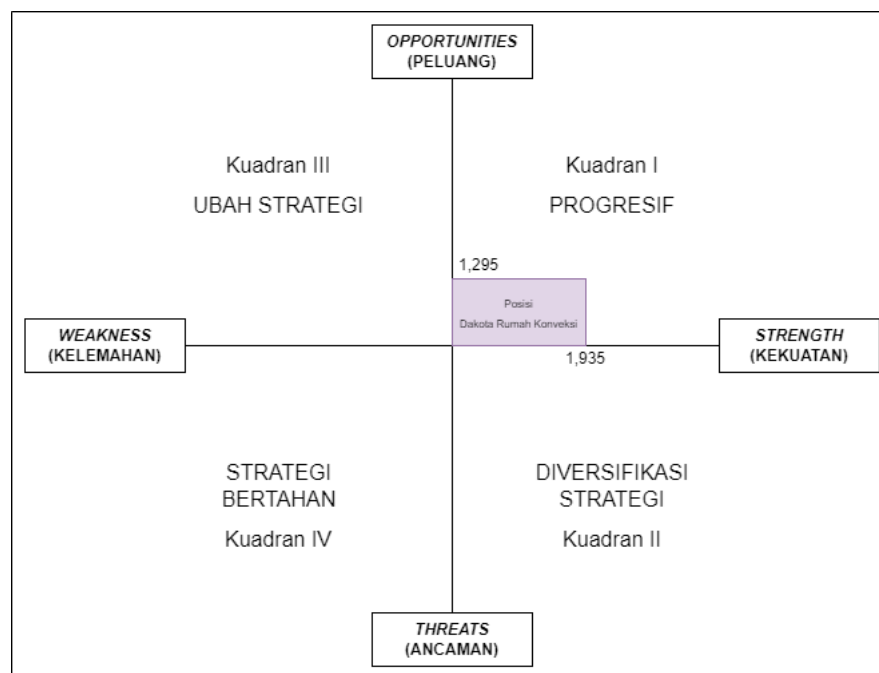 OPPORTUNITIES
(PELUANG)
Kuadran III
UBAH STRATEGI
Kuadran I
PROGRESIF
1,295
Posisi
Dakota Rumah Konveksi
WEAKNESS
(KELEMAHAN)
STRENGTH
(KEKUATAN)
1,935
STRATEGI
BERTAHAN
Kuadran IV
DIVERSIFIKASI
STRATEGI
Kuadran II
THREATS
(ANCAMAN)